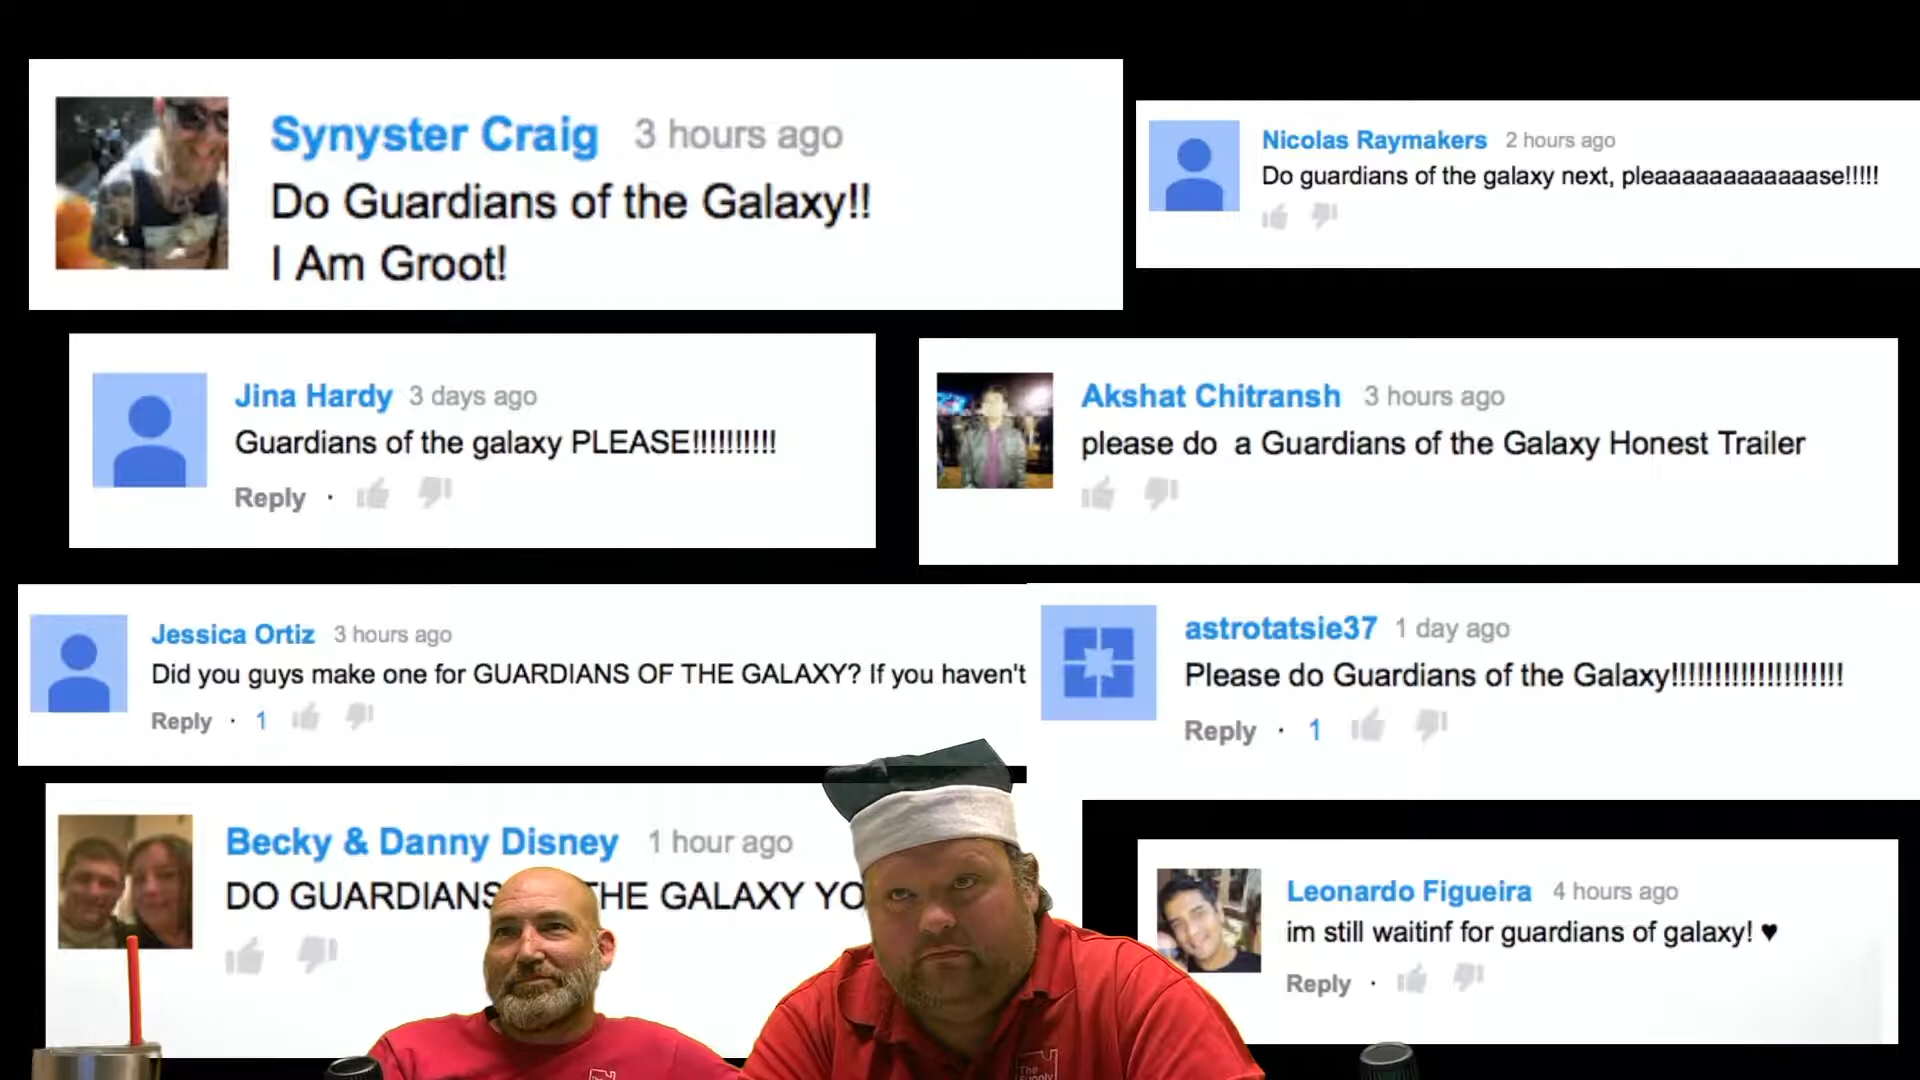 Synyster Craig 3 hours ago
Do Guardians of the Galaxy!!
I Am Groot!
Nicolas Raymakers 2 hours ago
Do guardians of the galaxy next, pleaaaaaaaaaaaase!!!!!
Jina Hardy 3 days ago
Guardians of the galaxy PLEASE!!!!!!!!!!
Reply ·
Akshat Chitransh 3 hours ago
please do a Guardians of the Galaxy Honest Trailer
Jessica Ortiz 3 hours ago
Did you guys make one for GUARDIANS OF THE GALAXY? If you haven't
Reply · 1
astrotatsie37 1 day ago
Please do Guardians of the Galaxy!!!!!!!!!!!!!!!!!!!!
Reply · 1
Becky & Danny Disney 1 hour ago
DO GUARDIANS THE GALAXY YO
Leonardo Figueira 4 hours ago
im still waitinf for guardians of galaxy! ♥
Reply ·
The
The
Supply